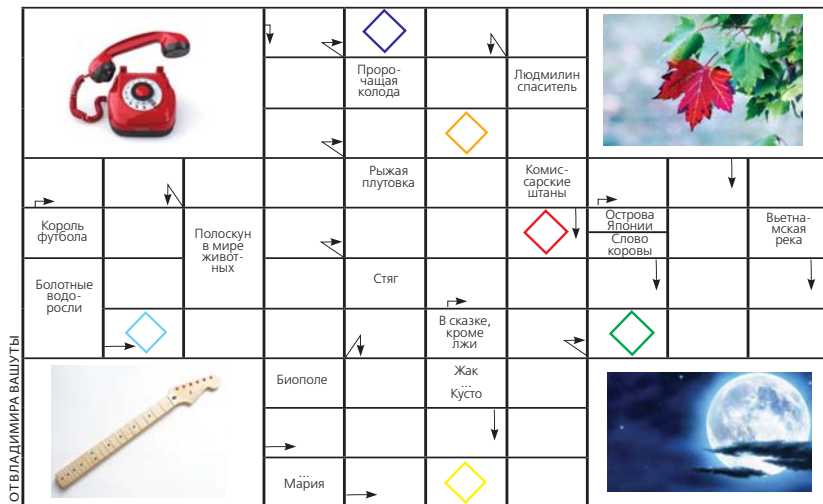 Проро-
чащая
колода
Людмилин
спаситель
Рыжая
плутовка
Комис-
сарские
штаны
Король
футбола
Полоскун
в мире
живот-
ных
Острова
Японии
Слово
коровы
Вьетна-
мская
река
Болотные
водо-
росли
Стяг
В сказке,
кроме
лжи
Биополе
Жак
...
Кусто
...
Мария
ОТ ВЛАДИМИРА ВАШУТЫ